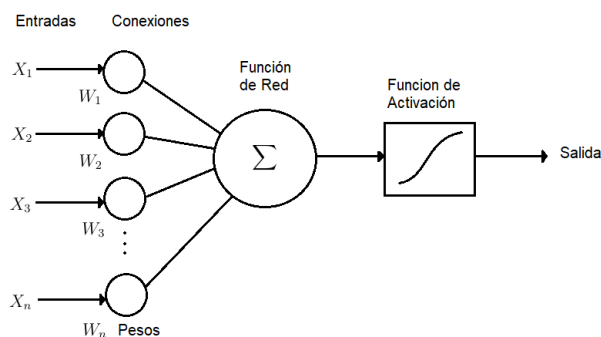 Entradas
Conexiones
Función
de Red
Funcion de
Activación
X₁
W₁
X₂
W₂
X₃
W₃
⋮
Xₙ
Wₙ Pesos
Σ
Salida